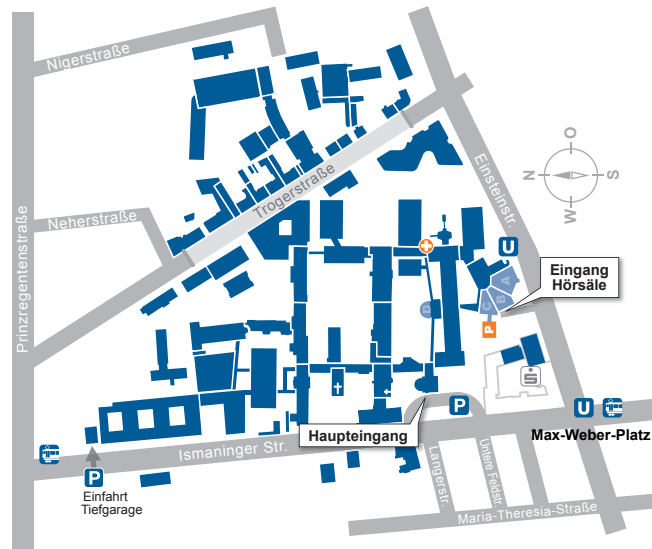 Nigerstraße
Trogerstraße
Neherstraße
Prinzregentenstraße
Einsteinstr.
O
N
S
W
U
Eingang
Hörsäle
A
B
C
D
P
S
P
U
Max-Weber-Platz
Haupteingang
Ismaninger Str.
P
Einfahrt
Tiefgarage
Langerstr.
Untere Feldstr.
Maria-Theresia-Straße